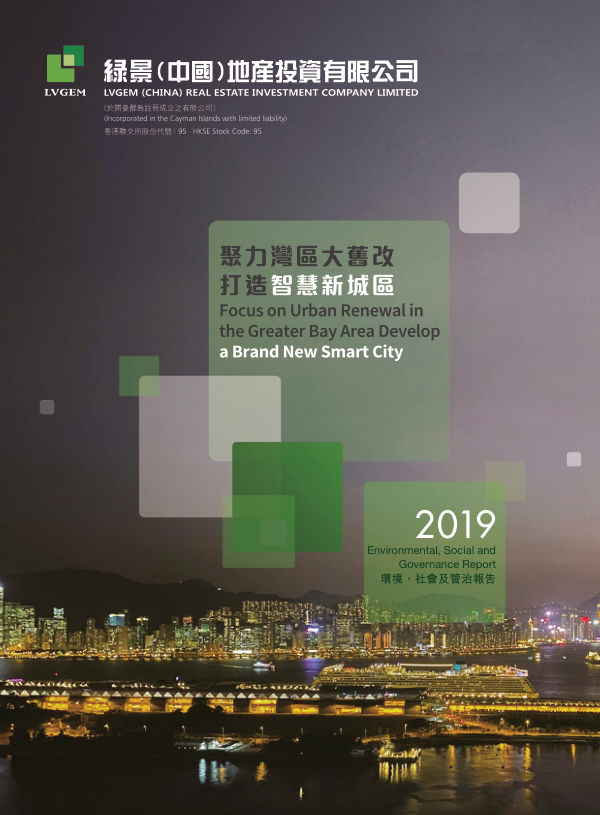 LVGEM
綠景(中國)地產投資有限公司
LVGEM (CHINA) REAL ESTATE INVESTMENT COMPANY LIMITED
(於開曼群島註冊成立之有限公司)
(Incorporated in the Cayman Islands with limited liability)
香港聯交所股份代號: 95 HKSE Stock Code: 95
聚力灣區大舊改
打造智慧新城區
Focus on Urban Renewal in
the Greater Bay Area Develop
a Brand New Smart City
2019
Environmental, Social and
Governance Report
環境、社會及管治報告